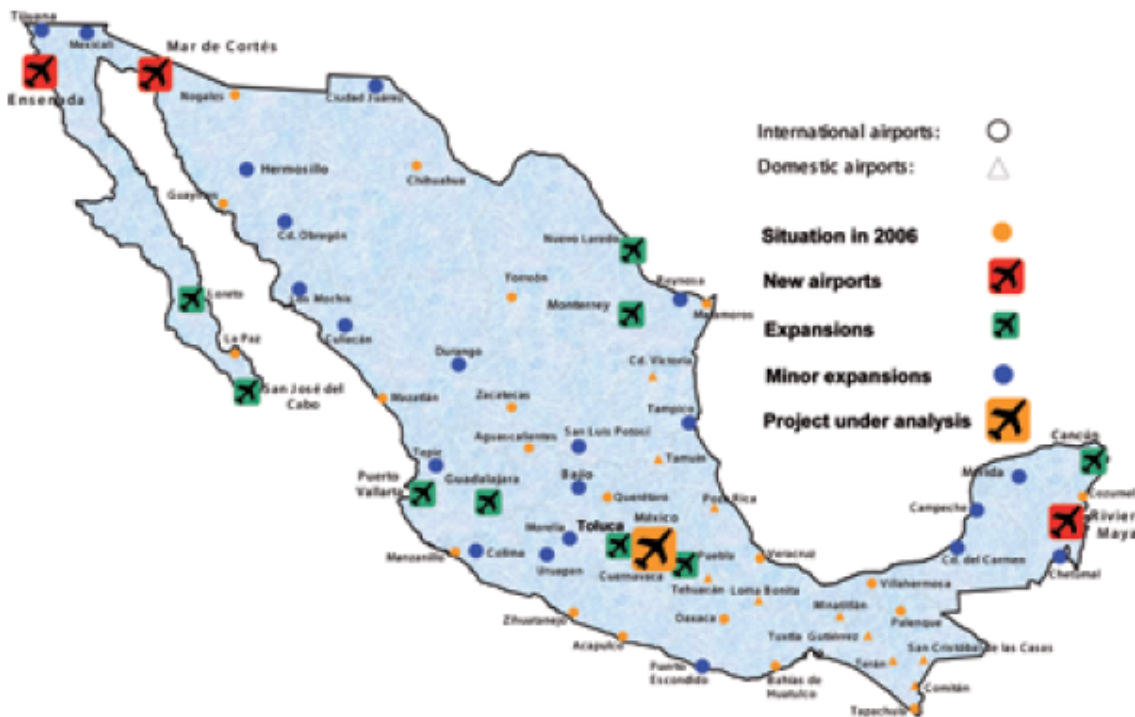 Tijuana
Mexicali
Mar de Cortés
Ensenada
Nogales
Ciudad Juárez
International airports:
Domestic airports:
Hermosillo
Chihuahua
Guaymas
Cd. Obregón
Nuevo Laredo
Situation in 2006
New airports
Expansions
Minor expansions
Project under analysis
Loreto
Los Mochis
Torreón
Monterrey
Reynosa
Matamoros
La Paz
Culiacán
Durango
Cd. Victoria
San José del
Cabo
Mazatlán
Zacatecas
Tampico
Aguascalientes
San Luis Potocí
Tamuin
Cancún
Tepic
Puerto
Vallarta
Guadalajara
Bajío
Querétaro
Poza Rica
Mérida
Cozumel
Campeche
Rivier
Maya
Morelia
Toluca
México
Manzanillo
Colima
Uruapan
Cuernavaca
Puebla
Veracruz
Cd. del Carmen
Chetumal
Tehuacán
Loma Bonita
Villahermosa
Zihuatanejo
Oaxaca
Minatitlán
Palenque
Acapulco
Tuxtla Gutiérrez
San Cristóbal de las Casas
Puerto
Escondido
Bahías de
Huatulco
Terán
Comitán
Tapachula